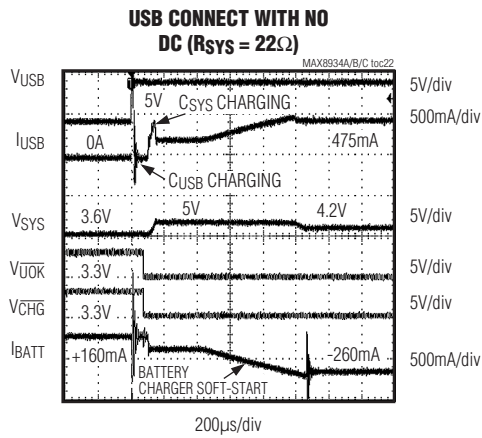 USB CONNECT WITH NO
DC (RSYS = 22Ω)
MAX8934A/B/C toc22
VUSB
5V
CSYS CHARGING
5V/div
500mA/div
IUSB
0A
475mA
CUSB CHARGING
VSYS
3.6V
5V
4.2V
5V/div
VUOK
3.3V
5V/div
VCHG
3.3V
5V/div
IBATT
+160mA
BATTERY
CHARGER SOFT-START
-260mA
500mA/div
200µs/div